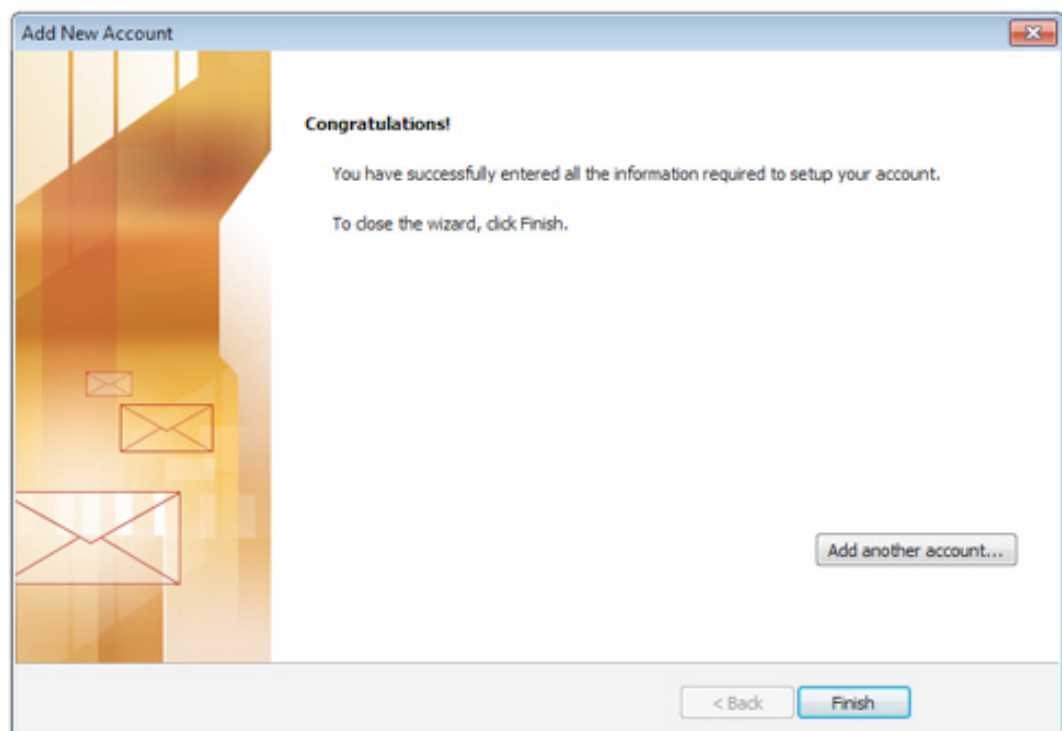 Add New Account
Congratulations!
You have successfully entered all the information required to setup your account.
To close the wizard, click Finish.
Add another account...
< Back
Finish